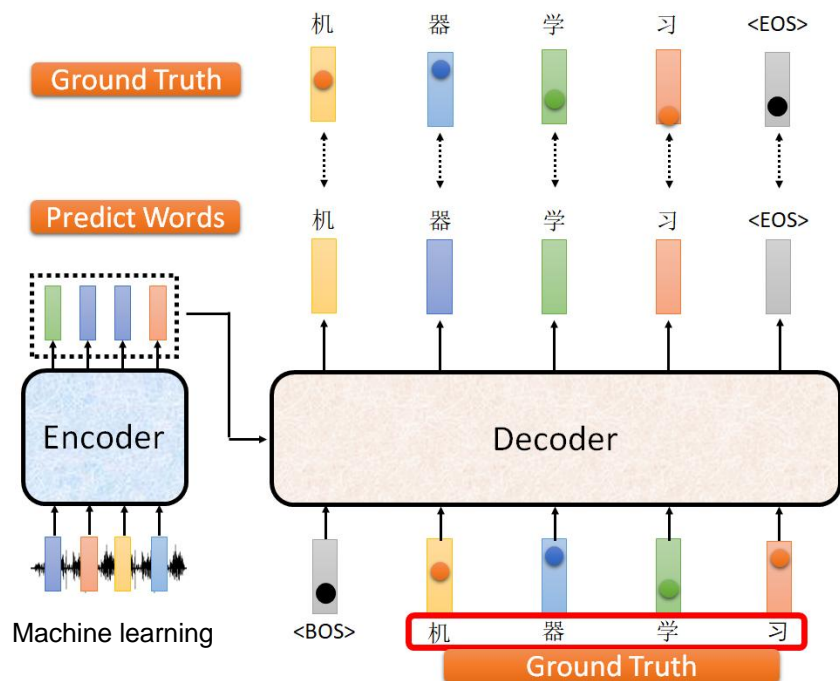 机 器 学 习 <EOS>
Ground Truth
Predict Words
机 器 学 习 <EOS>
Encoder
Decoder
Machine learning
<BOS> 机 器 学 习
Ground Truth